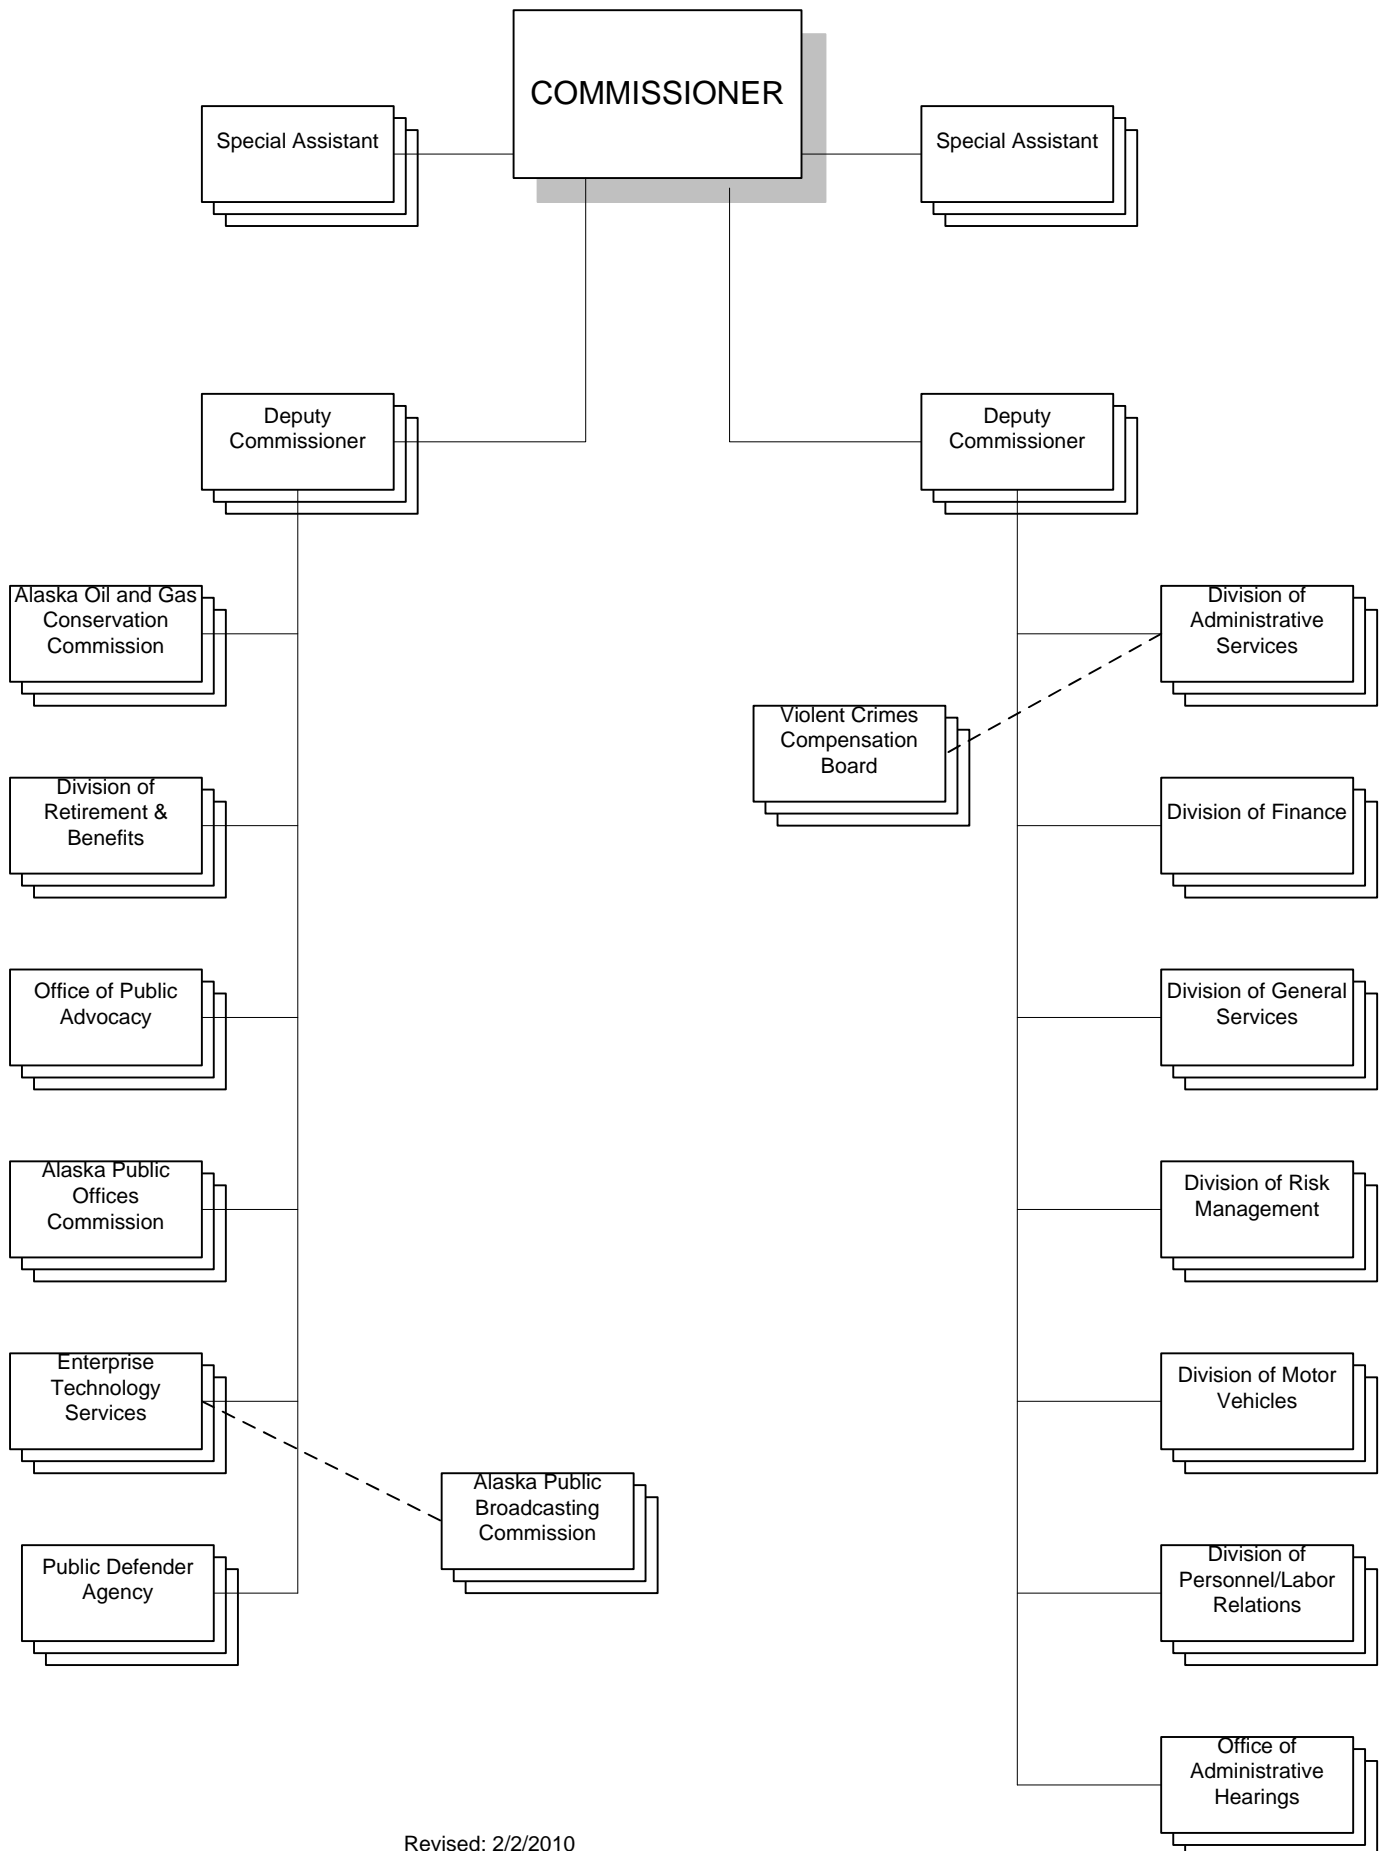 COMMISSIONER
Special Assistant
Special Assistant
Deputy
Commissioner
Deputy
Commissioner
Alaska Oil and Gas
Conservation
Commission
Division of
Administrative
Services
Violent Crimes
Compensation
Board
Division of
Retirement &
Benefits
Division of Finance
Office of Public
Advocacy
Division of General
Services
Alaska Public
Offices
Commission
Division of Risk
Management
Enterprise
Technology
Services
Division of Motor
Vehicles
Alaska Public
Broadcasting
Commission
Public Defender
Agency
Division of
Personnel/Labor
Relations
Office of
Administrative
Hearings
Revised: 2/2/2010